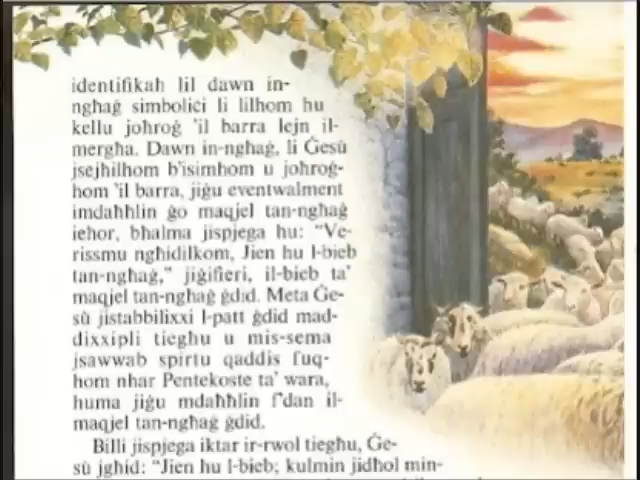 identifikah lil dawn in-
ngħaġ simboliċi li lilhom hu
kellu joħroġ 'il barra lejn il-
mergħa. Dawn in-ngħaġ, li Ġesù
jsejħilhom b'isimhom u joħroġ-
hom 'il barra, jiġu eventwalment
imdaħħlin ġo maqjel tan-ngħaġ
ieħor, bħalma jispjega hu: “Ve-
rissmu ngħidilkom, Jien hu l-bieb
tan-ngħaġ,” jiġifieri, il-bieb ta'
maqjel tan-ngħaġ ġdid. Meta Ġe-
sù jistabbilixxi l-patt ġdid mad-
dixxipli tiegħu u mis-sema
jsawwab spirtu qaddis fuq-
hom nhar Pentekoste ta' wara,
huma jiġu mdaħħlin f'dan il-
maqjel tan-ngħaġ ġdid.
Billi jispjega iktar ir-rwol tiegħu, Ġe-
sù jgħid: “Jien hu l-bieb; kulmin jidħol min-